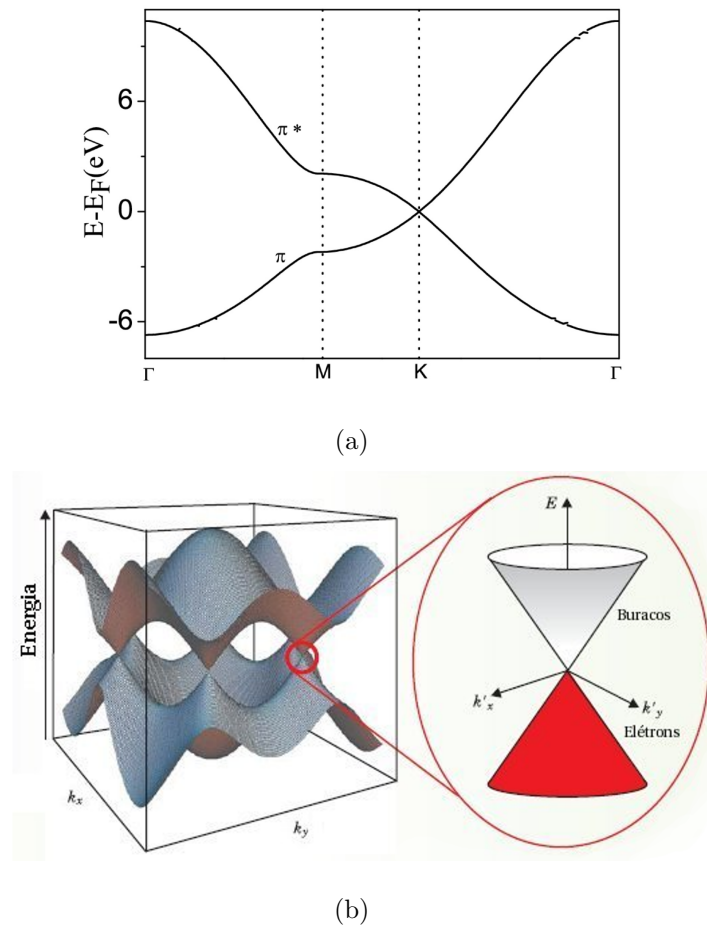 E-E_F(eV)
6
0
-6
π *
π
Γ
M
K
Γ
(a)
Energia
k_x
k_y
E
Buracos
k'_x
k'_y
Elétrons
(b)